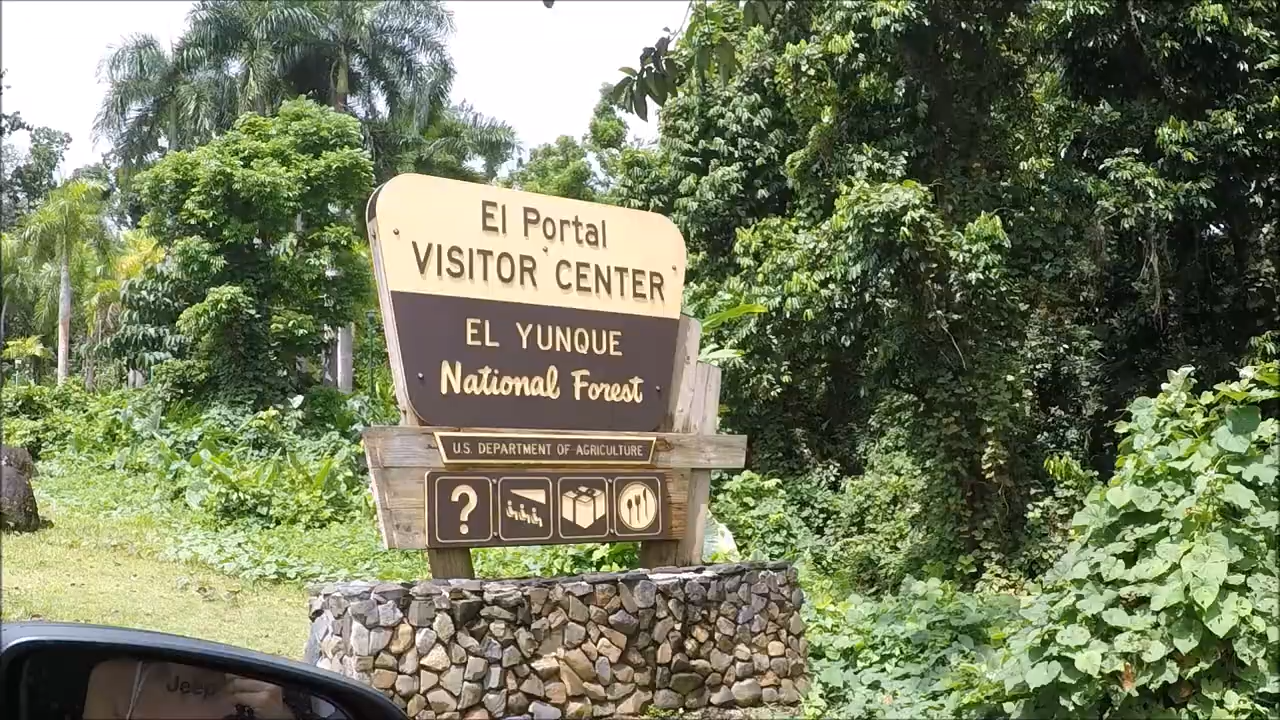 El Portal
VISITOR CENTER
EL YUNQUE
National Forest
U.S. DEPARTMENT OF AGRICULTURE
?
Jeep